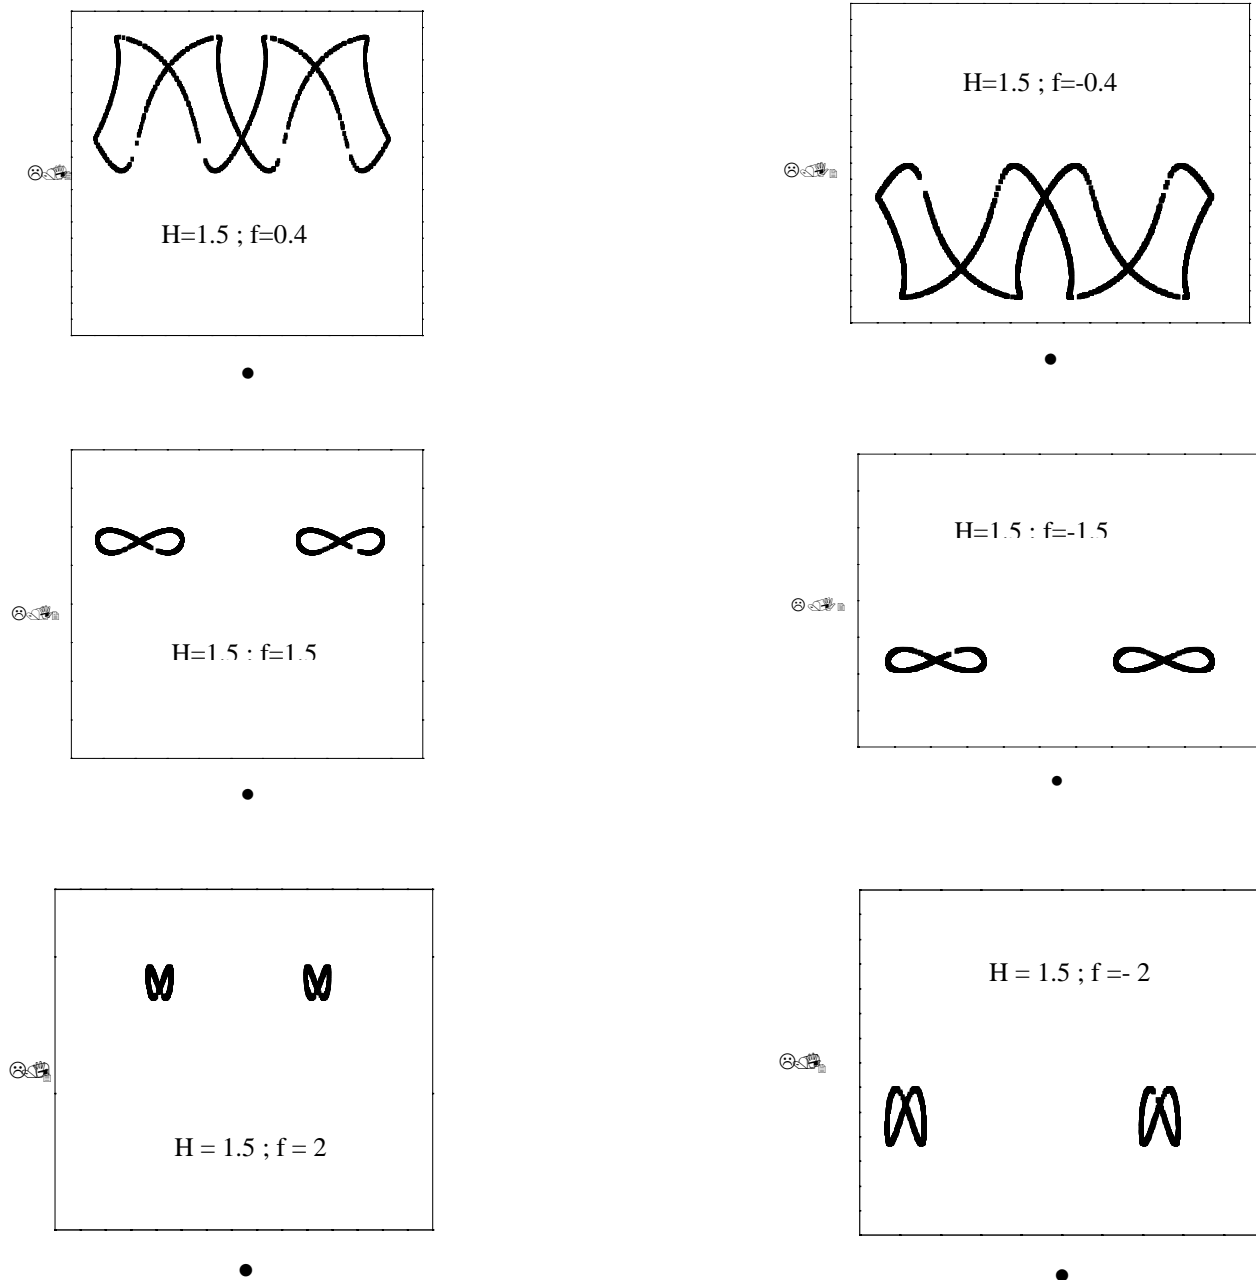 H=1.5 ; f=0.4
H=1.5 ; f=-0.4
H=1.5 ; f=1.5
H=1.5 ; f=-1.5
H = 1.5 ; f = 2
H = 1.5 ; f =- 2